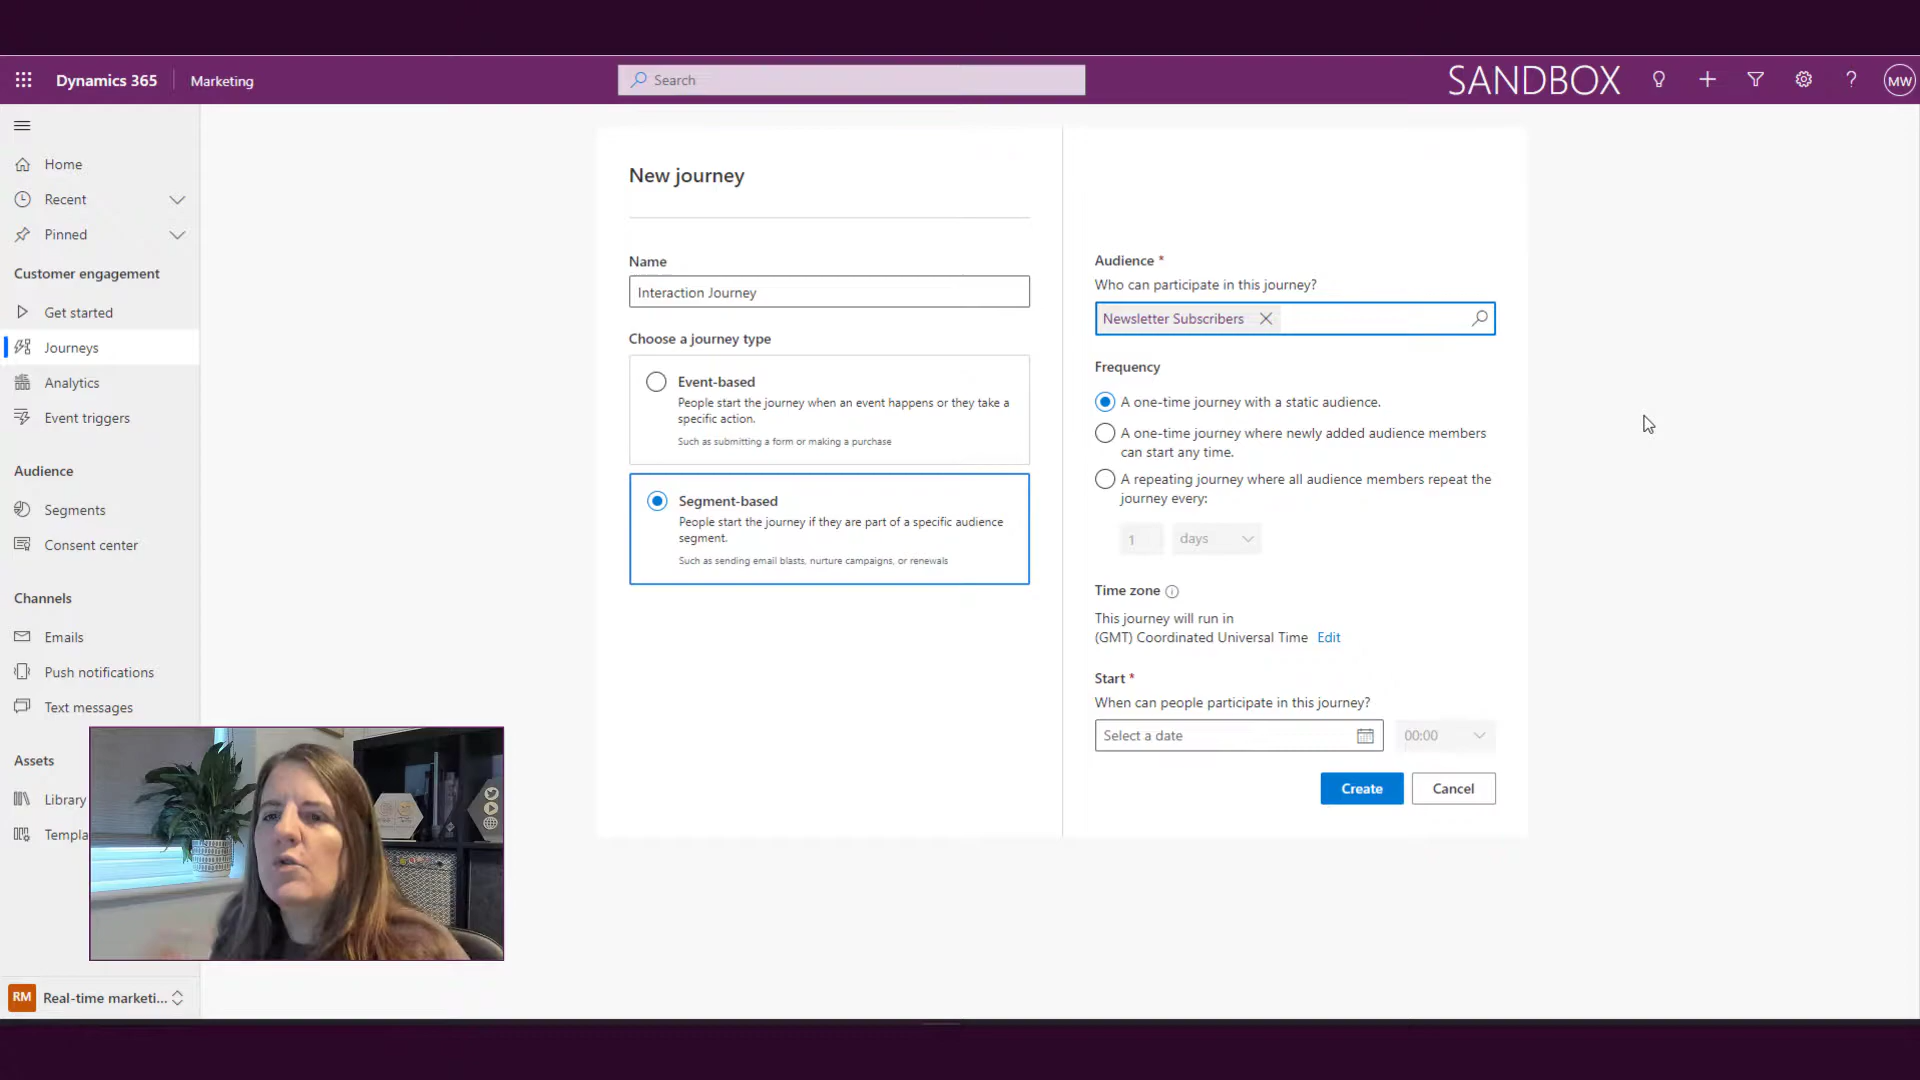 Dynamics 365
Marketing
Search
SANDBOX
MW
Home
Recent
Pinned
Customer engagement
Get started
Journeys
Analytics
Event triggers
Audience
Segments
Consent center
Channels
Emails
Push notifications
Text messages
Assets
Library
Templa
RM
Real-time marketi...
New journey
Name
Interaction Journey
Choose a journey type
Event-based
People start the journey when an event happens or they take a
specific action.
Such as submitting a form or making a purchase
Segment-based
People start the journey if they are part of a specific audience
segment.
Such as sending email blasts, nurture campaigns, or renewals
Audience *
Who can participate in this journey?
Newsletter Subscribers
Frequency
A one-time journey with a static audience.
A one-time journey where newly added audience members
can start any time.
A repeating journey where all audience members repeat the
journey every:
1
days
Time zone
This journey will run in
(GMT) Coordinated Universal Time Edit
Start *
When can people participate in this journey?
Select a date
00:00
Create
Cancel